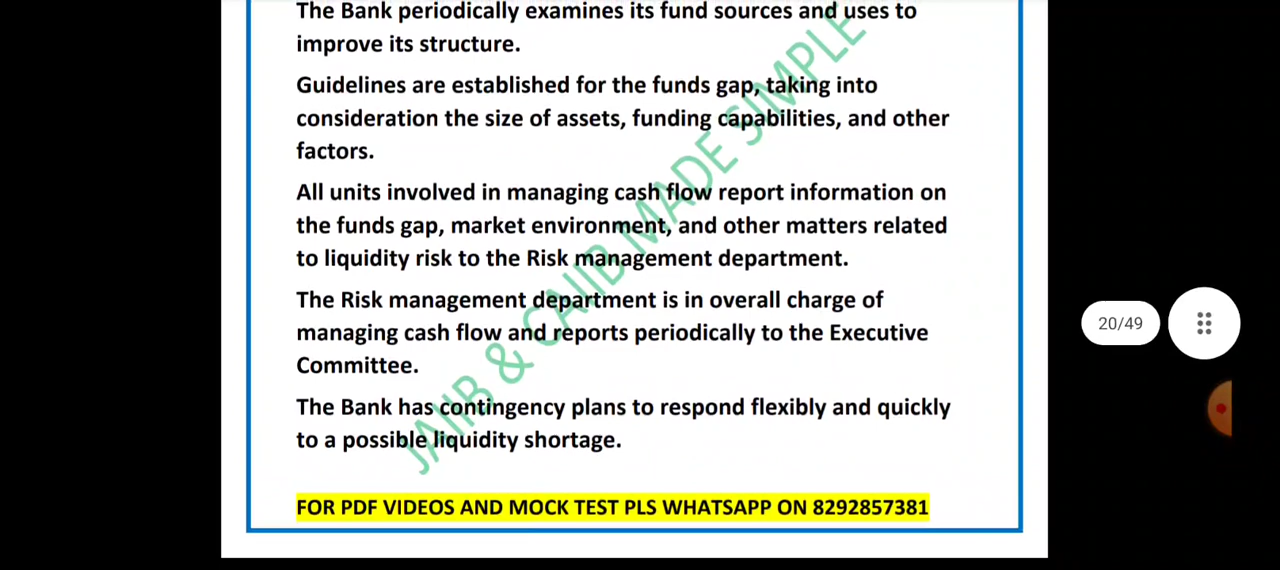 The Bank periodically examines its fund sources and uses to
improve its structure.
Guidelines are established for the funds gap, taking into
consideration the size of assets, funding capabilities, and other
factors.
All units involved in managing cash flow report information on
the funds gap, market environment, and other matters related
to liquidity risk to the Risk management department.
The Risk management department is in overall charge of
managing cash flow and reports periodically to the Executive
Committee.
The Bank has contingency plans to respond flexibly and quickly
to a possible liquidity shortage.
FOR PDF VIDEOS AND MOCK TEST PLS WHATSAPP ON 8292857381
JAIIB & CAIIB MADE SIMPLE
20/49